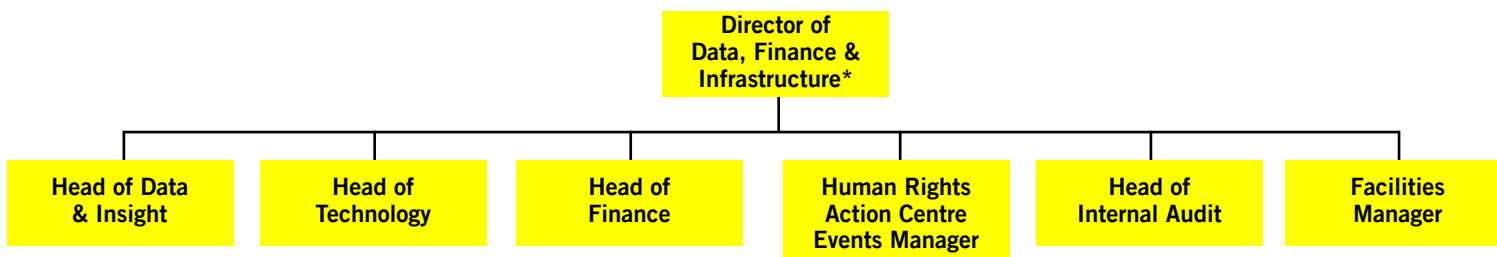 Director of
Data, Finance &
Infrastructure*
Head of Data
& Insight
Head of
Technology
Head of
Finance
Human Rights
Action Centre
Events Manager
Head of
Internal Audit
Facilities
Manager